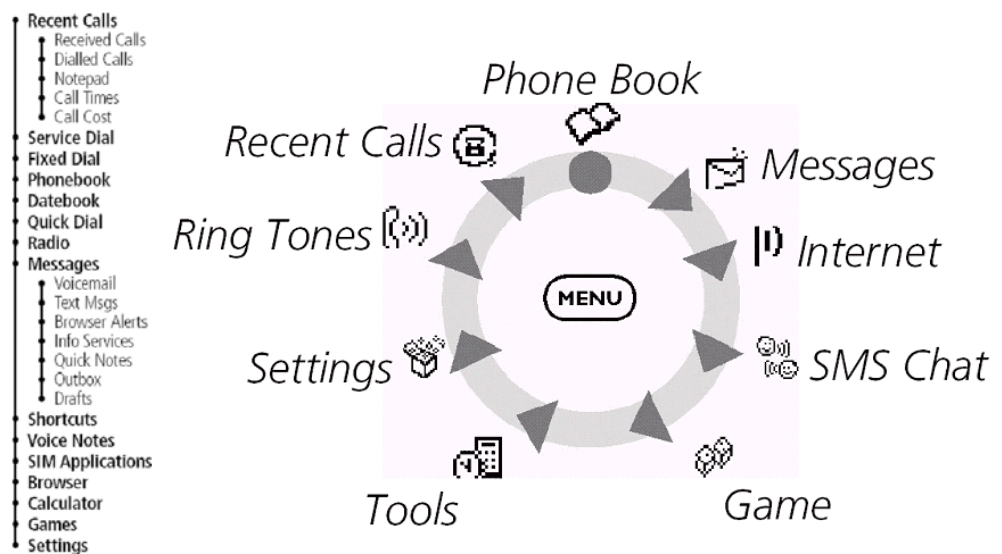 Recent Calls
Received Calls
Dialled Calls
Notepad
Call Times
Call Cost
Service Dial
Fixed Dial
Phonebook
Datebook
Quick Dial
Radio
Messages
Voicemail
Text Msgs
Browser Alerts
Info Services
Quick Notes
Outbox
Drafts
Shortcuts
Voice Notes
SIM Applications
Browser
Calculator
Games
Settings
Phone Book
Recent Calls
Messages
Ring Tones
Internet
MENU
Settings
SMS Chat
Tools
Game